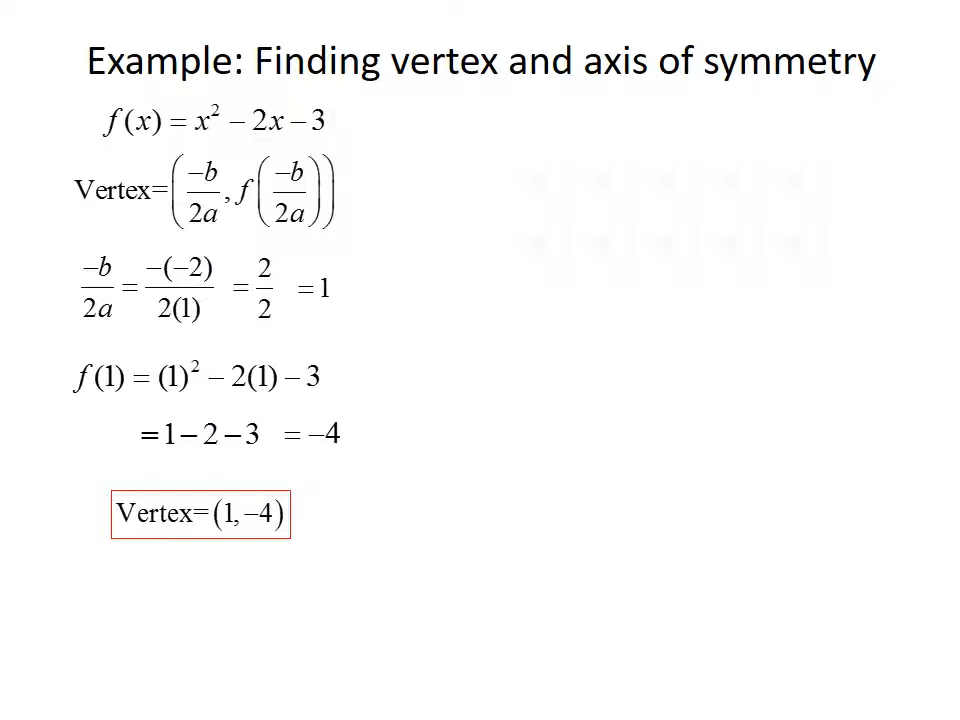 Example: Finding vertex and axis of symmetry
f(x) = x² − 2x − 3
Vertex=(−b/2a, f(−b/2a))
−b/2a = −(−2)/2(1) = 2/2 = 1
f(1) = (1)² − 2(1) − 3
=1−2−3 = −4
Vertex=(1,−4)